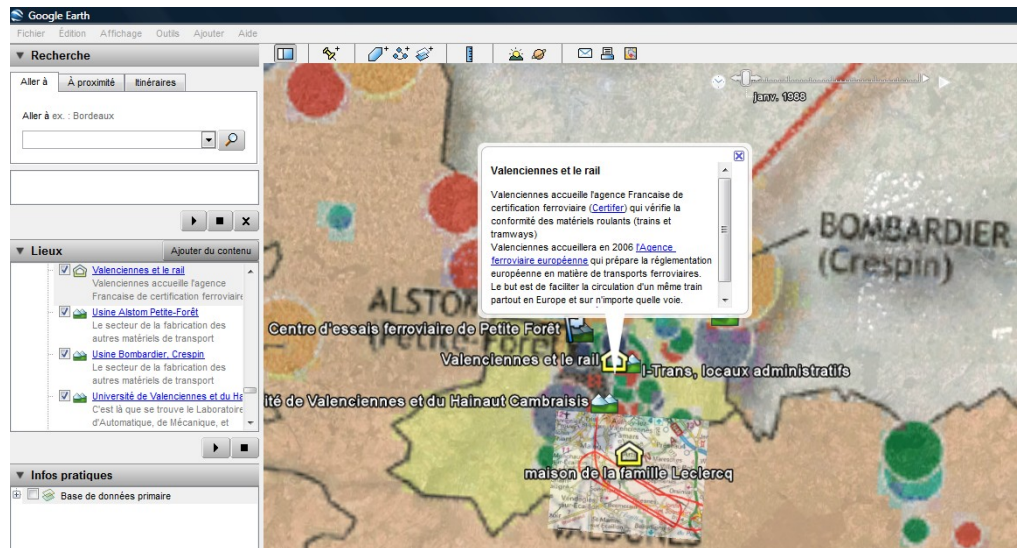 Google Earth
Fichier Édition Affichage Outils Ajouter Aide
Recherche
Aller à À proximité Itinéraires
Aller à ex. : Bordeaux
Lieux Ajouter du contenu
Valenciennes et le rail
Valenciennes accueille l'agence
Francaise de certification ferroviaire
Usine Alstom Petite-Forêt
Le secteur de la fabrication des
autres matériels de transport
Usine Bombardier, Crespin
Le secteur de la fabrication des
autres matériels de transport
Université de Valenciennes et du Ha
C'est là que se trouve le Laboratoire
d'Automatique, de Mécanique, et
Infos pratiques
Base de données primaire
janv. 1988
Valenciennes et le rail
Valenciennes accueille l'agence Francaise de
certification ferroviaire (Certifer) qui vérifie la
conformité des matériels roulants (trains et
tramways)
Valenciennes accueillera en 2006 l'Agence
ferroviaire européenne qui prépare la réglementation
européenne en matière de transports ferroviaires.
Le but est de faciliter la circulation d'un même train
partout en Europe et sur n'importe quelle voie.
BOMBARDIER
(Crespin)
ALSTOM
(Petite-Forêt)
Centre d'essais ferroviaire de Petite Forêt
Valenciennes et le rail
I-Trans, locaux administratifs
ité de Valenciennes et du Hainaut Cambraisis
maison de la famille Leclercq
VALDUNES